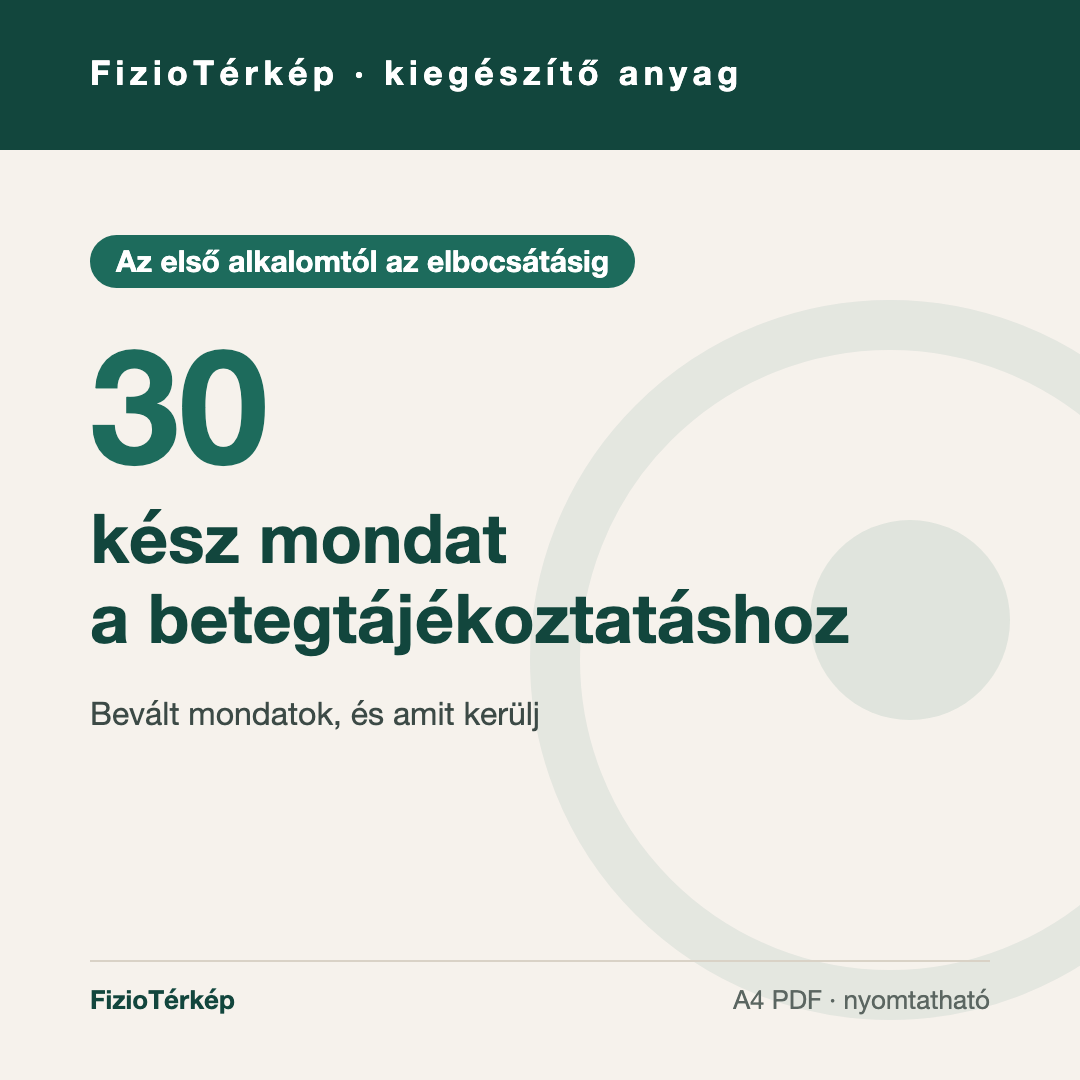 FizioTérkép · kiegészítő anyag
Az első alkalomtól az elbocsátásig
30
kész mondat
a betegtájékoztatáshoz
Bevált mondatok, és amit kerülj
FizioTérkép
A4 PDF · nyomtatható